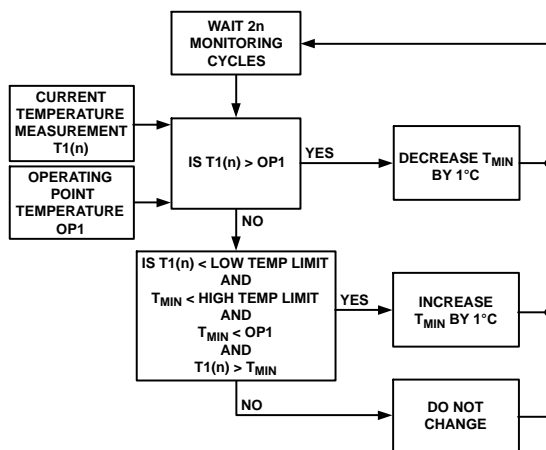 WAIT 2n
MONITORING
CYCLES
CURRENT
TEMPERATURE
MEASUREMENT
T1(n)
IS T1(n) > OP1
YES
DECREASE TMIN
BY 1°C
OPERATING
POINT
TEMPERATURE
OP1
NO
IS T1(n) < LOW TEMP LIMIT
AND
TMIN < HIGH TEMP LIMIT
AND
TMIN < OP1
AND
T1(n) > TMIN
YES
INCREASE
TMIN BY 1°C
NO
DO NOT
CHANGE